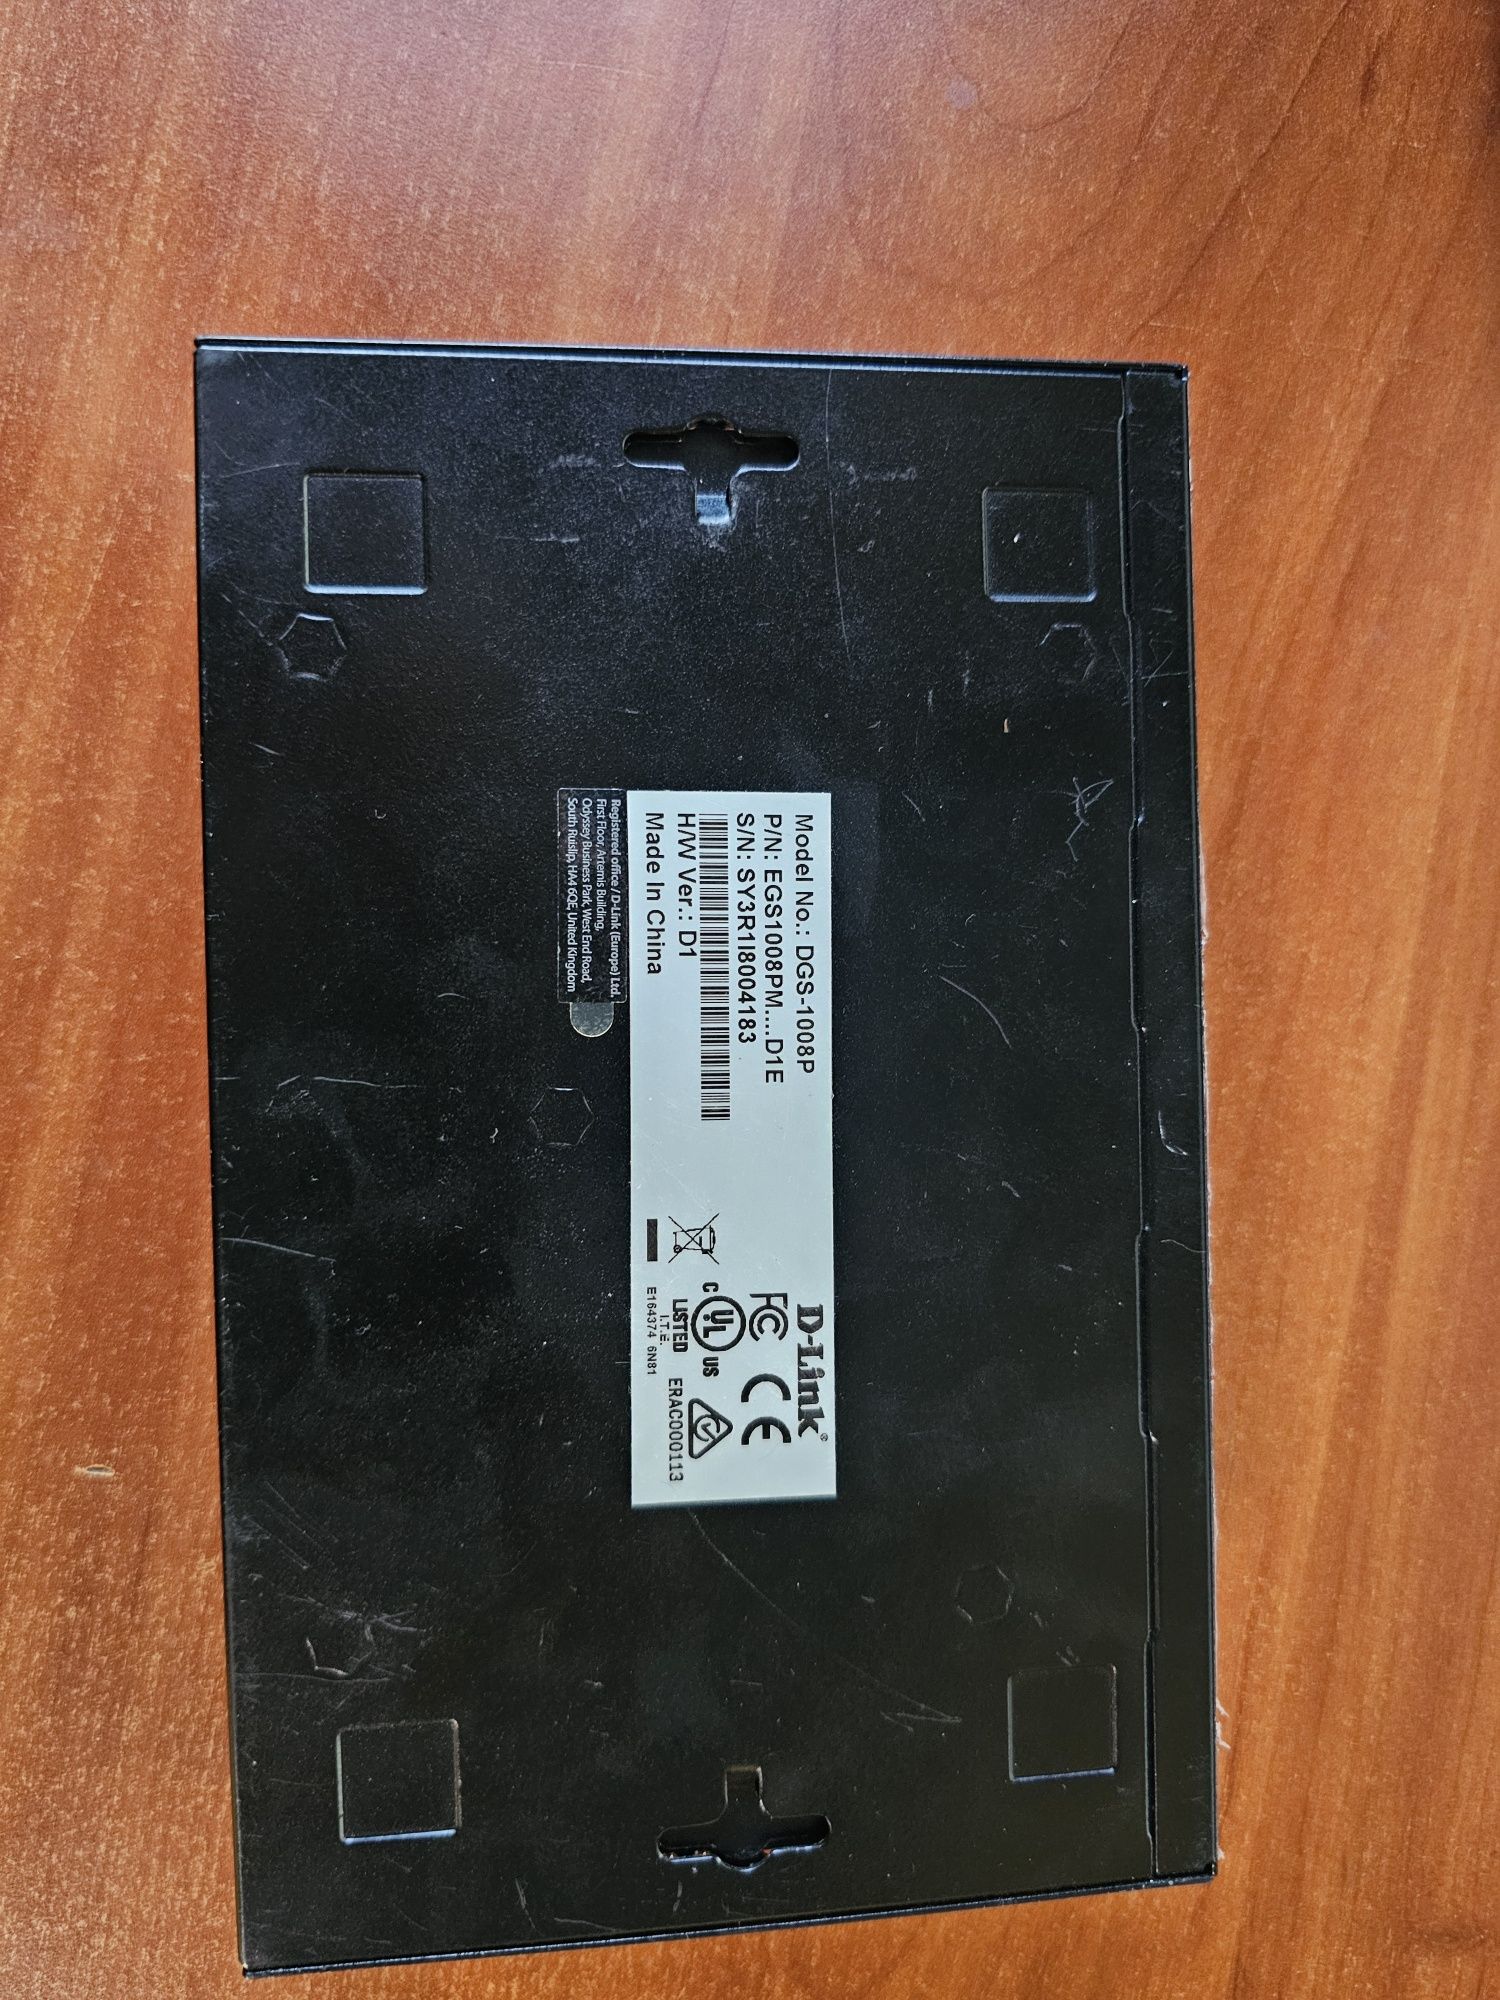 Model No.: DGS-1008P
P/N: EGS1008PM....D1E
S/N: SY3R1I8004183
H/W Ver.: D1
Made In China
D-Link®
FC CE
C UL US
LISTED
I.T.E.
E164374 6N81
ERAC000113
Registered office / D-Link (Europe) Ltd.
First Floor, Artemis Building,
Odyssey Business Park, West End Road,
South Ruislip, HA4 6QE, United Kingdom